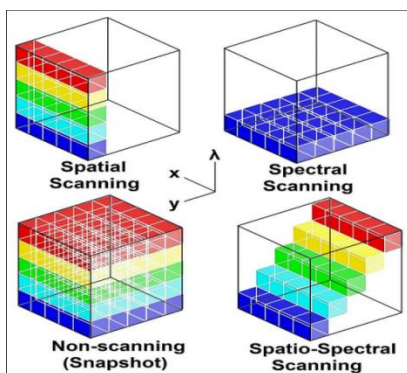 Spatial
Scanning
Spectral
Scanning
λ
x
y
Non-scanning
(Snapshot)
Spatio-Spectral
Scanning